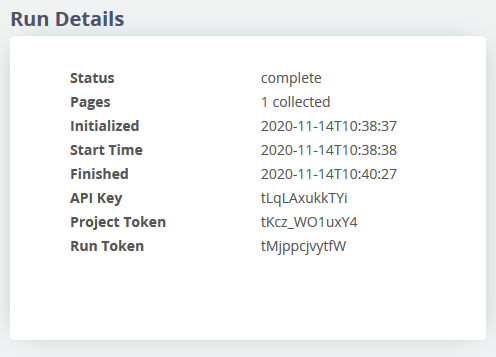 Run Details
Status complete
Pages 1 collected
Initialized 2020-11-14T10:38:37
Start Time 2020-11-14T10:38:38
Finished 2020-11-14T10:40:27
API Key tLqLAxukkTYi
Project Token tKcz_WO1uxY4
Run Token tMjppcjvytfW